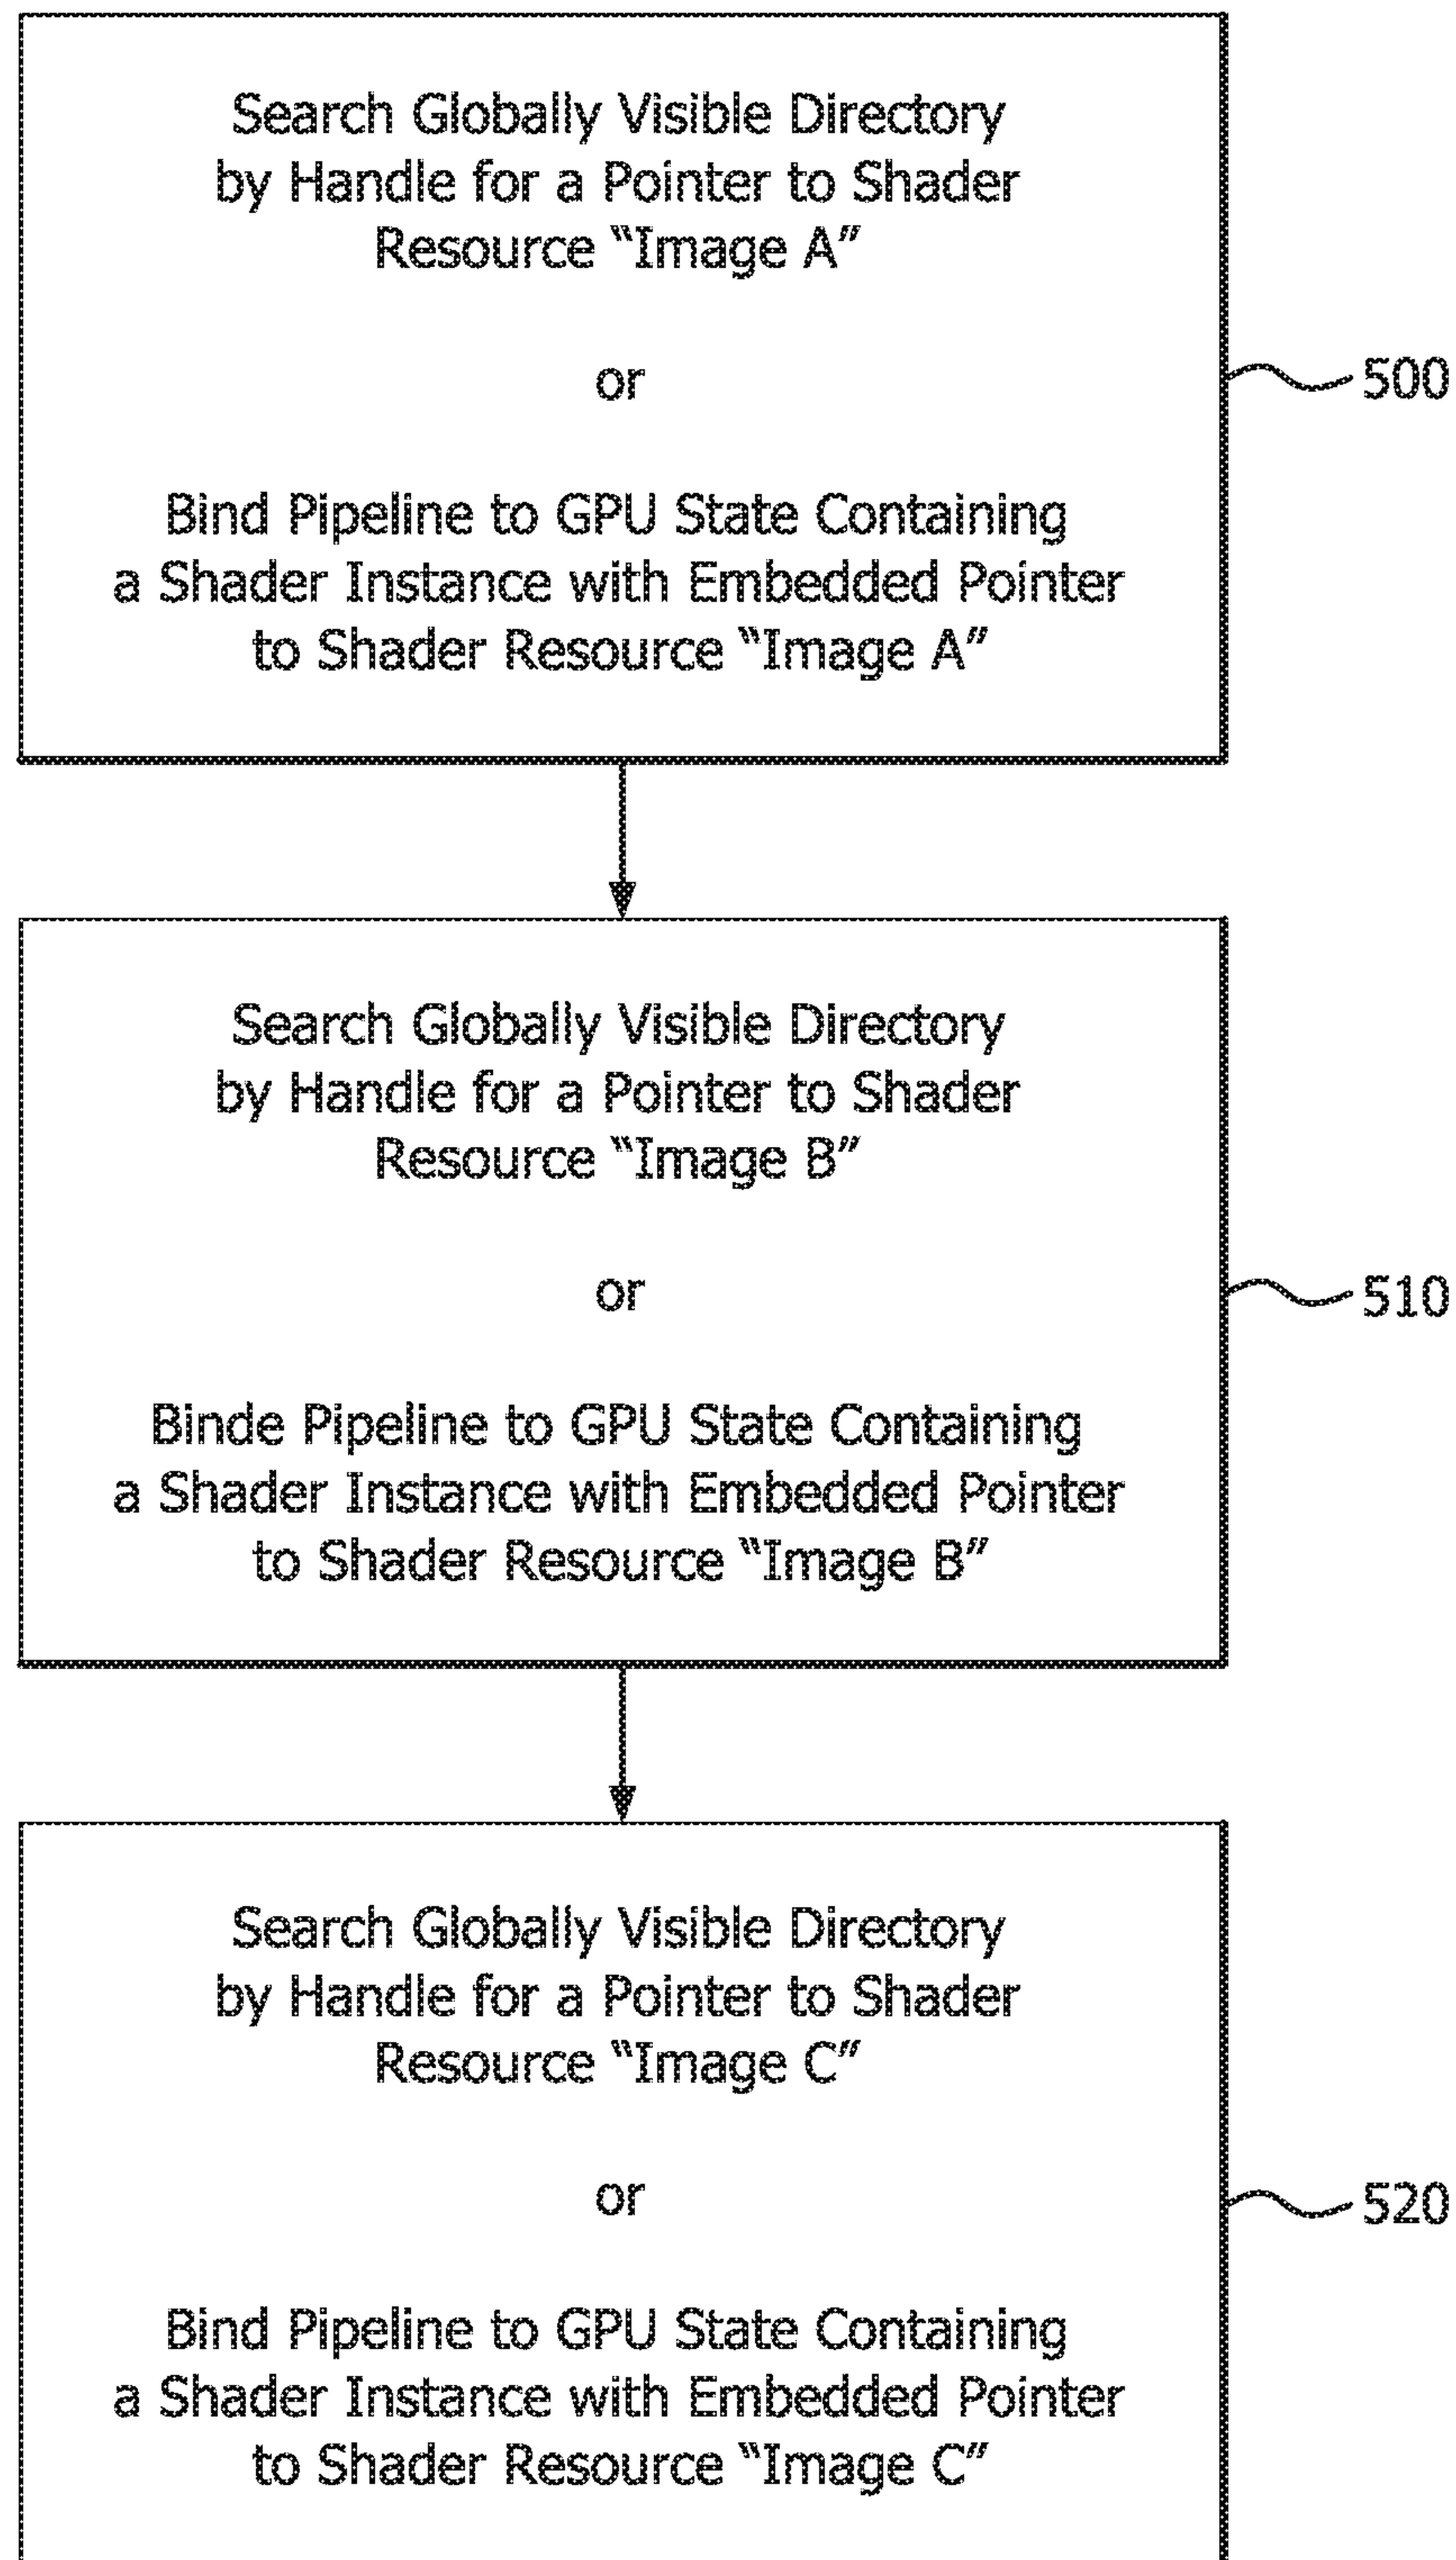 Search Globally Visible Directory
by Handle for a Pointer to Shader
Resource “Image A”
or
Bind Pipeline to GPU State Containing
a Shader Instance with Embedded Pointer
to Shader Resource “Image A”
500
Search Globally Visible Directory
by Handle for a Pointer to Shader
Resource “Image B”
or
Binde Pipeline to GPU State Containing
a Shader Instance with Embedded Pointer
to Shader Resource “Image B”
510
Search Globally Visible Directory
by Handle for a Pointer to Shader
Resource “Image C”
or
Bind Pipeline to GPU State Containing
a Shader Instance with Embedded Pointer
to Shader Resource “Image C”
520